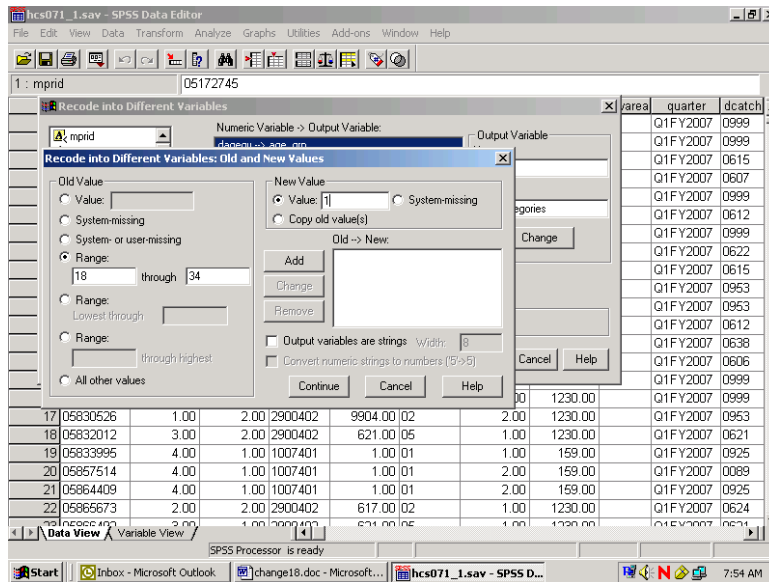 hcs071_1.sav - SPSS Data Editor
File Edit View Data Transform Analyze Graphs Utilities Add-ons Window Help
1 : mprid 05172745
varea quarter dcatch
Recode into Different Variables
mprid
Numeric Variable -> Output Variable:
Output Variable
Recode into Different Variables: Old and New Values
Old Value
Value:
System-missing
System- or user-missing
Range:
18 through 34
Range:
Lowest through
Range:
through highest
All other values
New Value
Value: 1 System-missing
Copy old value(s)
Old --> New:
Add
Change
Remove
Output variables are strings Width: 8
Convert numeric strings to numbers ('5'->5)
Continue Cancel Help
egories
Change
Cancel Help
Q1FY2007 0999
Q1FY2007 0999
Q1FY2007 0615
Q1FY2007 0607
Q1FY2007 0999
Q1FY2007 0612
Q1FY2007 0999
Q1FY2007 0622
Q1FY2007 0615
Q1FY2007 0953
Q1FY2007 0953
Q1FY2007 0612
Q1FY2007 0638
Q1FY2007 0606
Q1FY2007 0999
00 1230.00 Q1FY2007 0999
17 05830526 1.00 2.00 2900402 9904.00 02 2.00 1230.00 Q1FY2007 0953
18 05832012 3.00 2.00 2900402 621.00 05 1.00 1230.00 Q1FY2007 0621
19 05833995 4.00 1.00 1007401 1.00 01 1.00 159.00 Q1FY2007 0925
20 05857514 4.00 1.00 1007401 1.00 01 2.00 159.00 Q1FY2007 0089
21 05864409 4.00 1.00 1007401 1.00 01 2.00 159.00 Q1FY2007 0925
22 05865673 2.00 2.00 2900402 617.00 02 1.00 1230.00 Q1FY2007 0624
Data View Variable View
SPSS Processor is ready
Start Inbox - Microsoft Outlook change18.doc - Microsoft... hcs071_1.sav - SPSS D... 7:54 AM